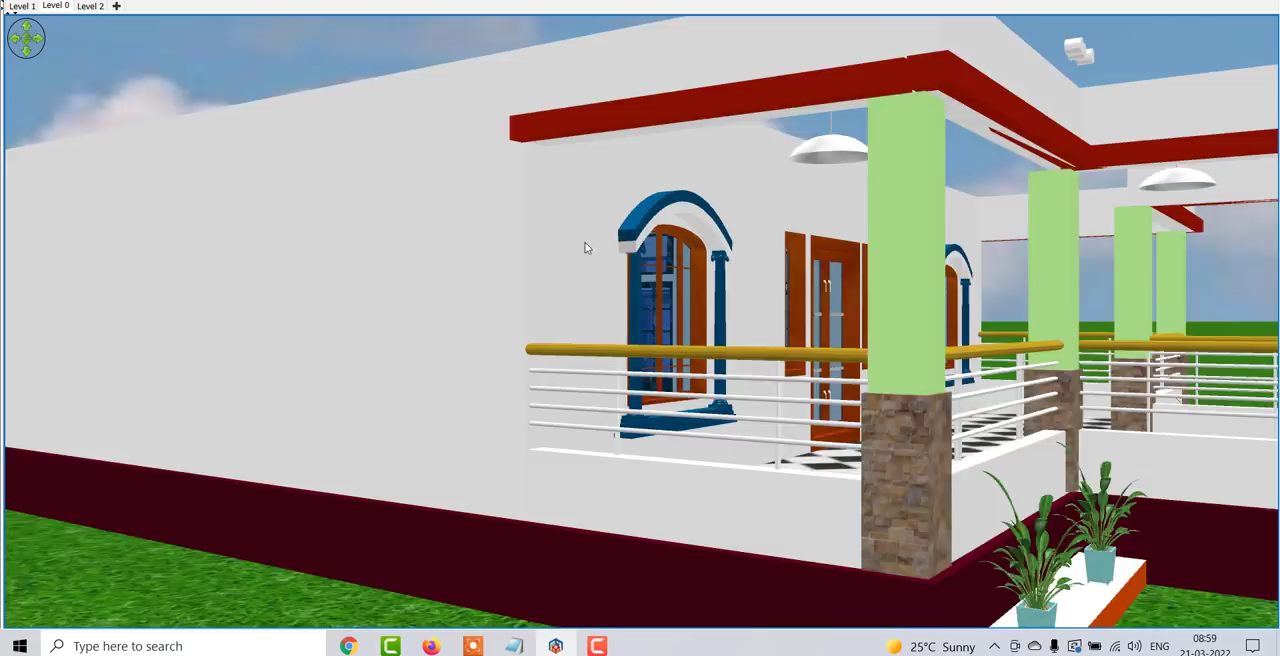 Level 1 Level 0 Level 2
Type here to search
25°C Sunny
ENG
08:59
21-03-2022